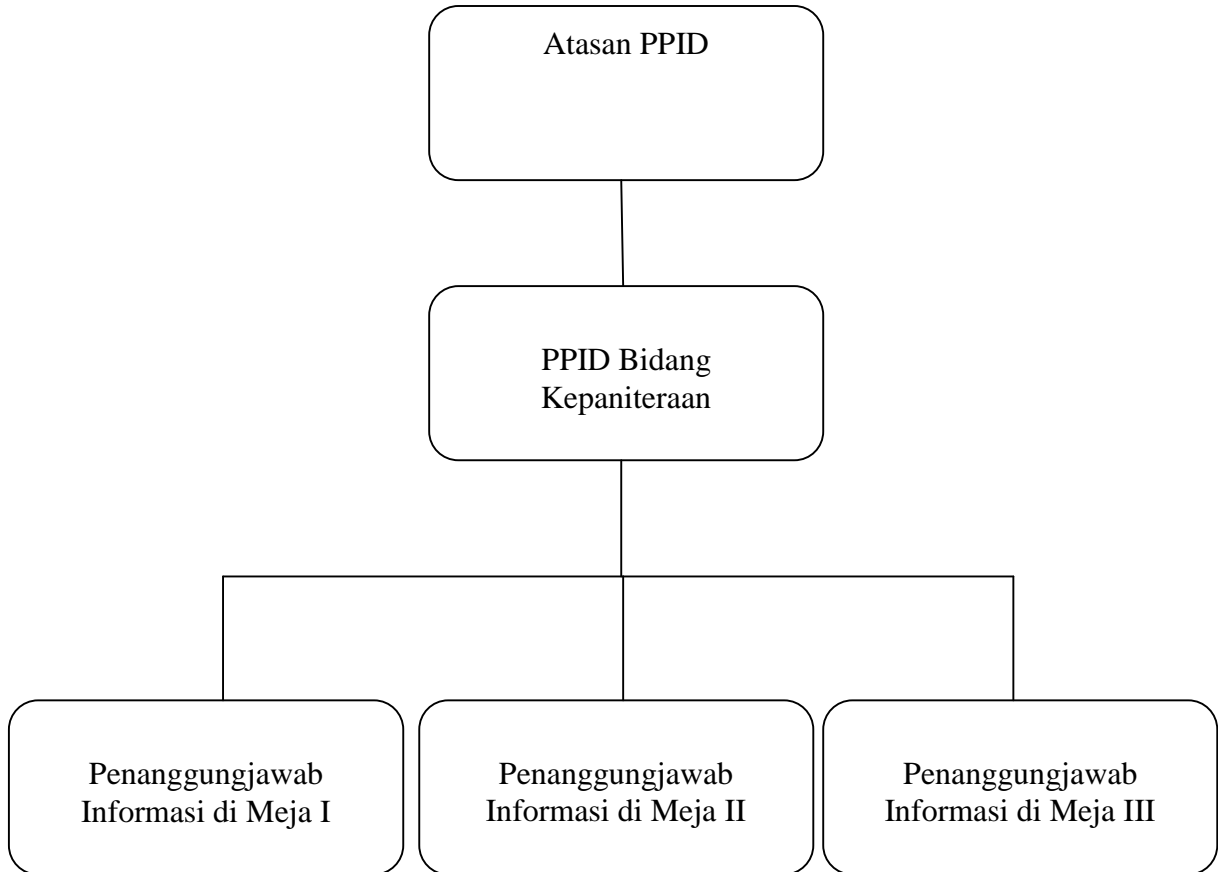 Atasan PPID
PPID Bidang
Kepaniteraan
Penanggungjawab
Informasi di Meja I
Penanggungjawab
Informasi di Meja II
Penanggungjawab
Informasi di Meja III